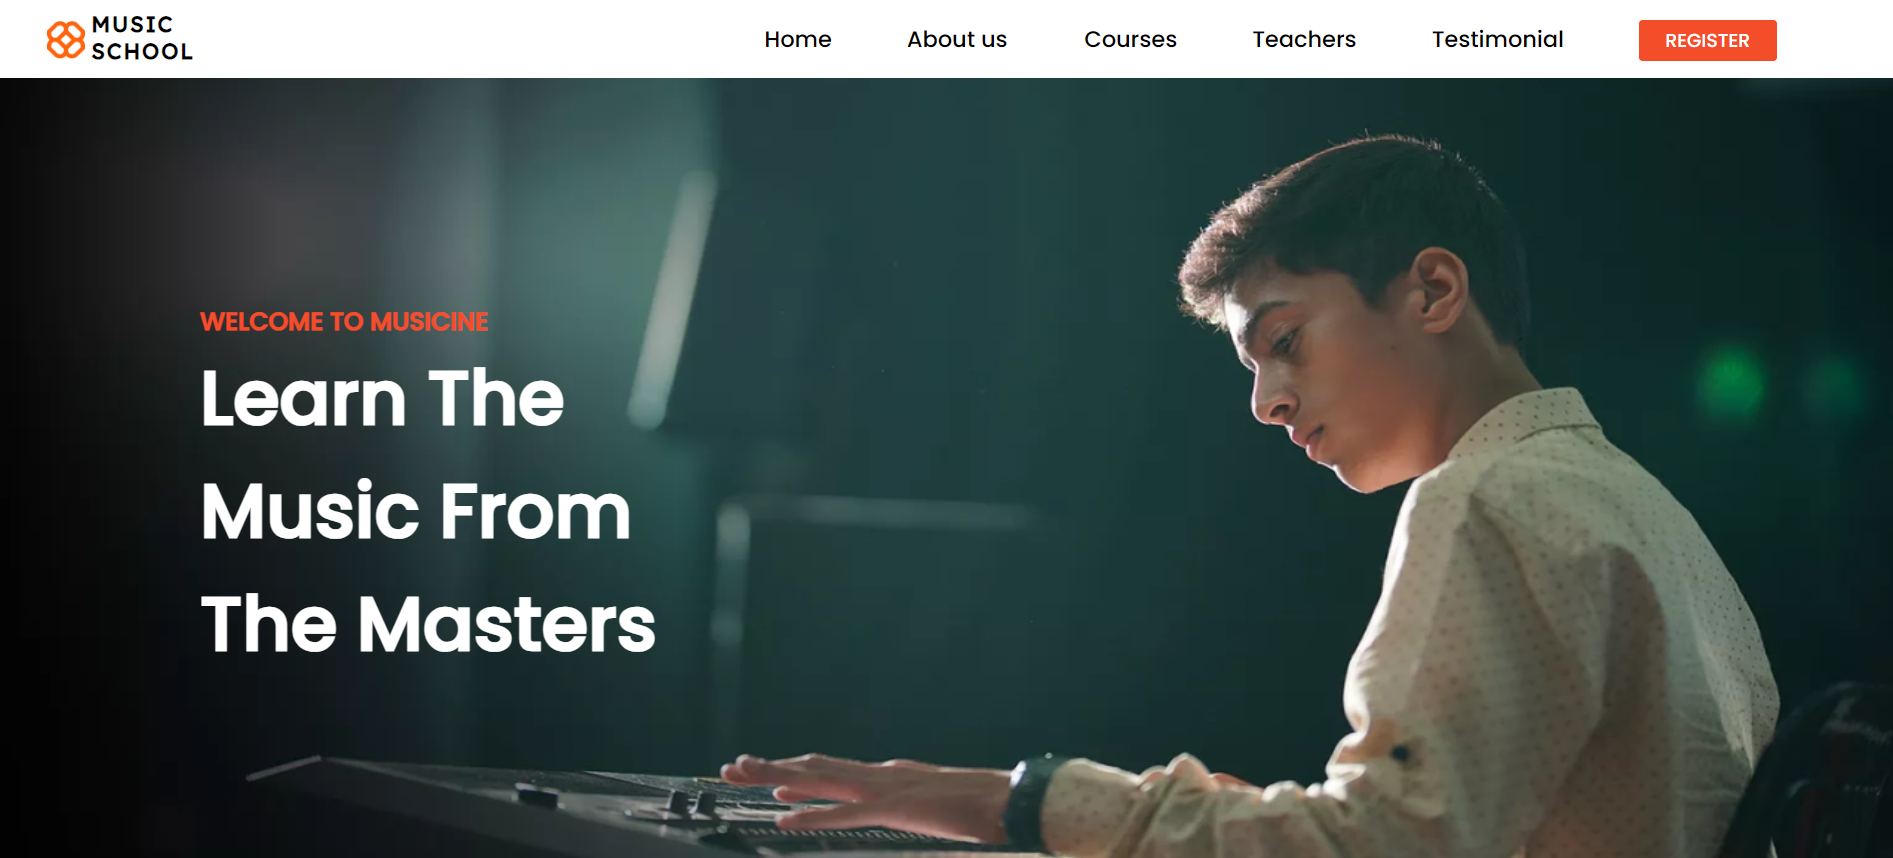 MUSIC
SCHOOL
Home About us Courses Teachers Testimonial REGISTER
WELCOME TO MUSICINE
Learn The
Music From
The Masters